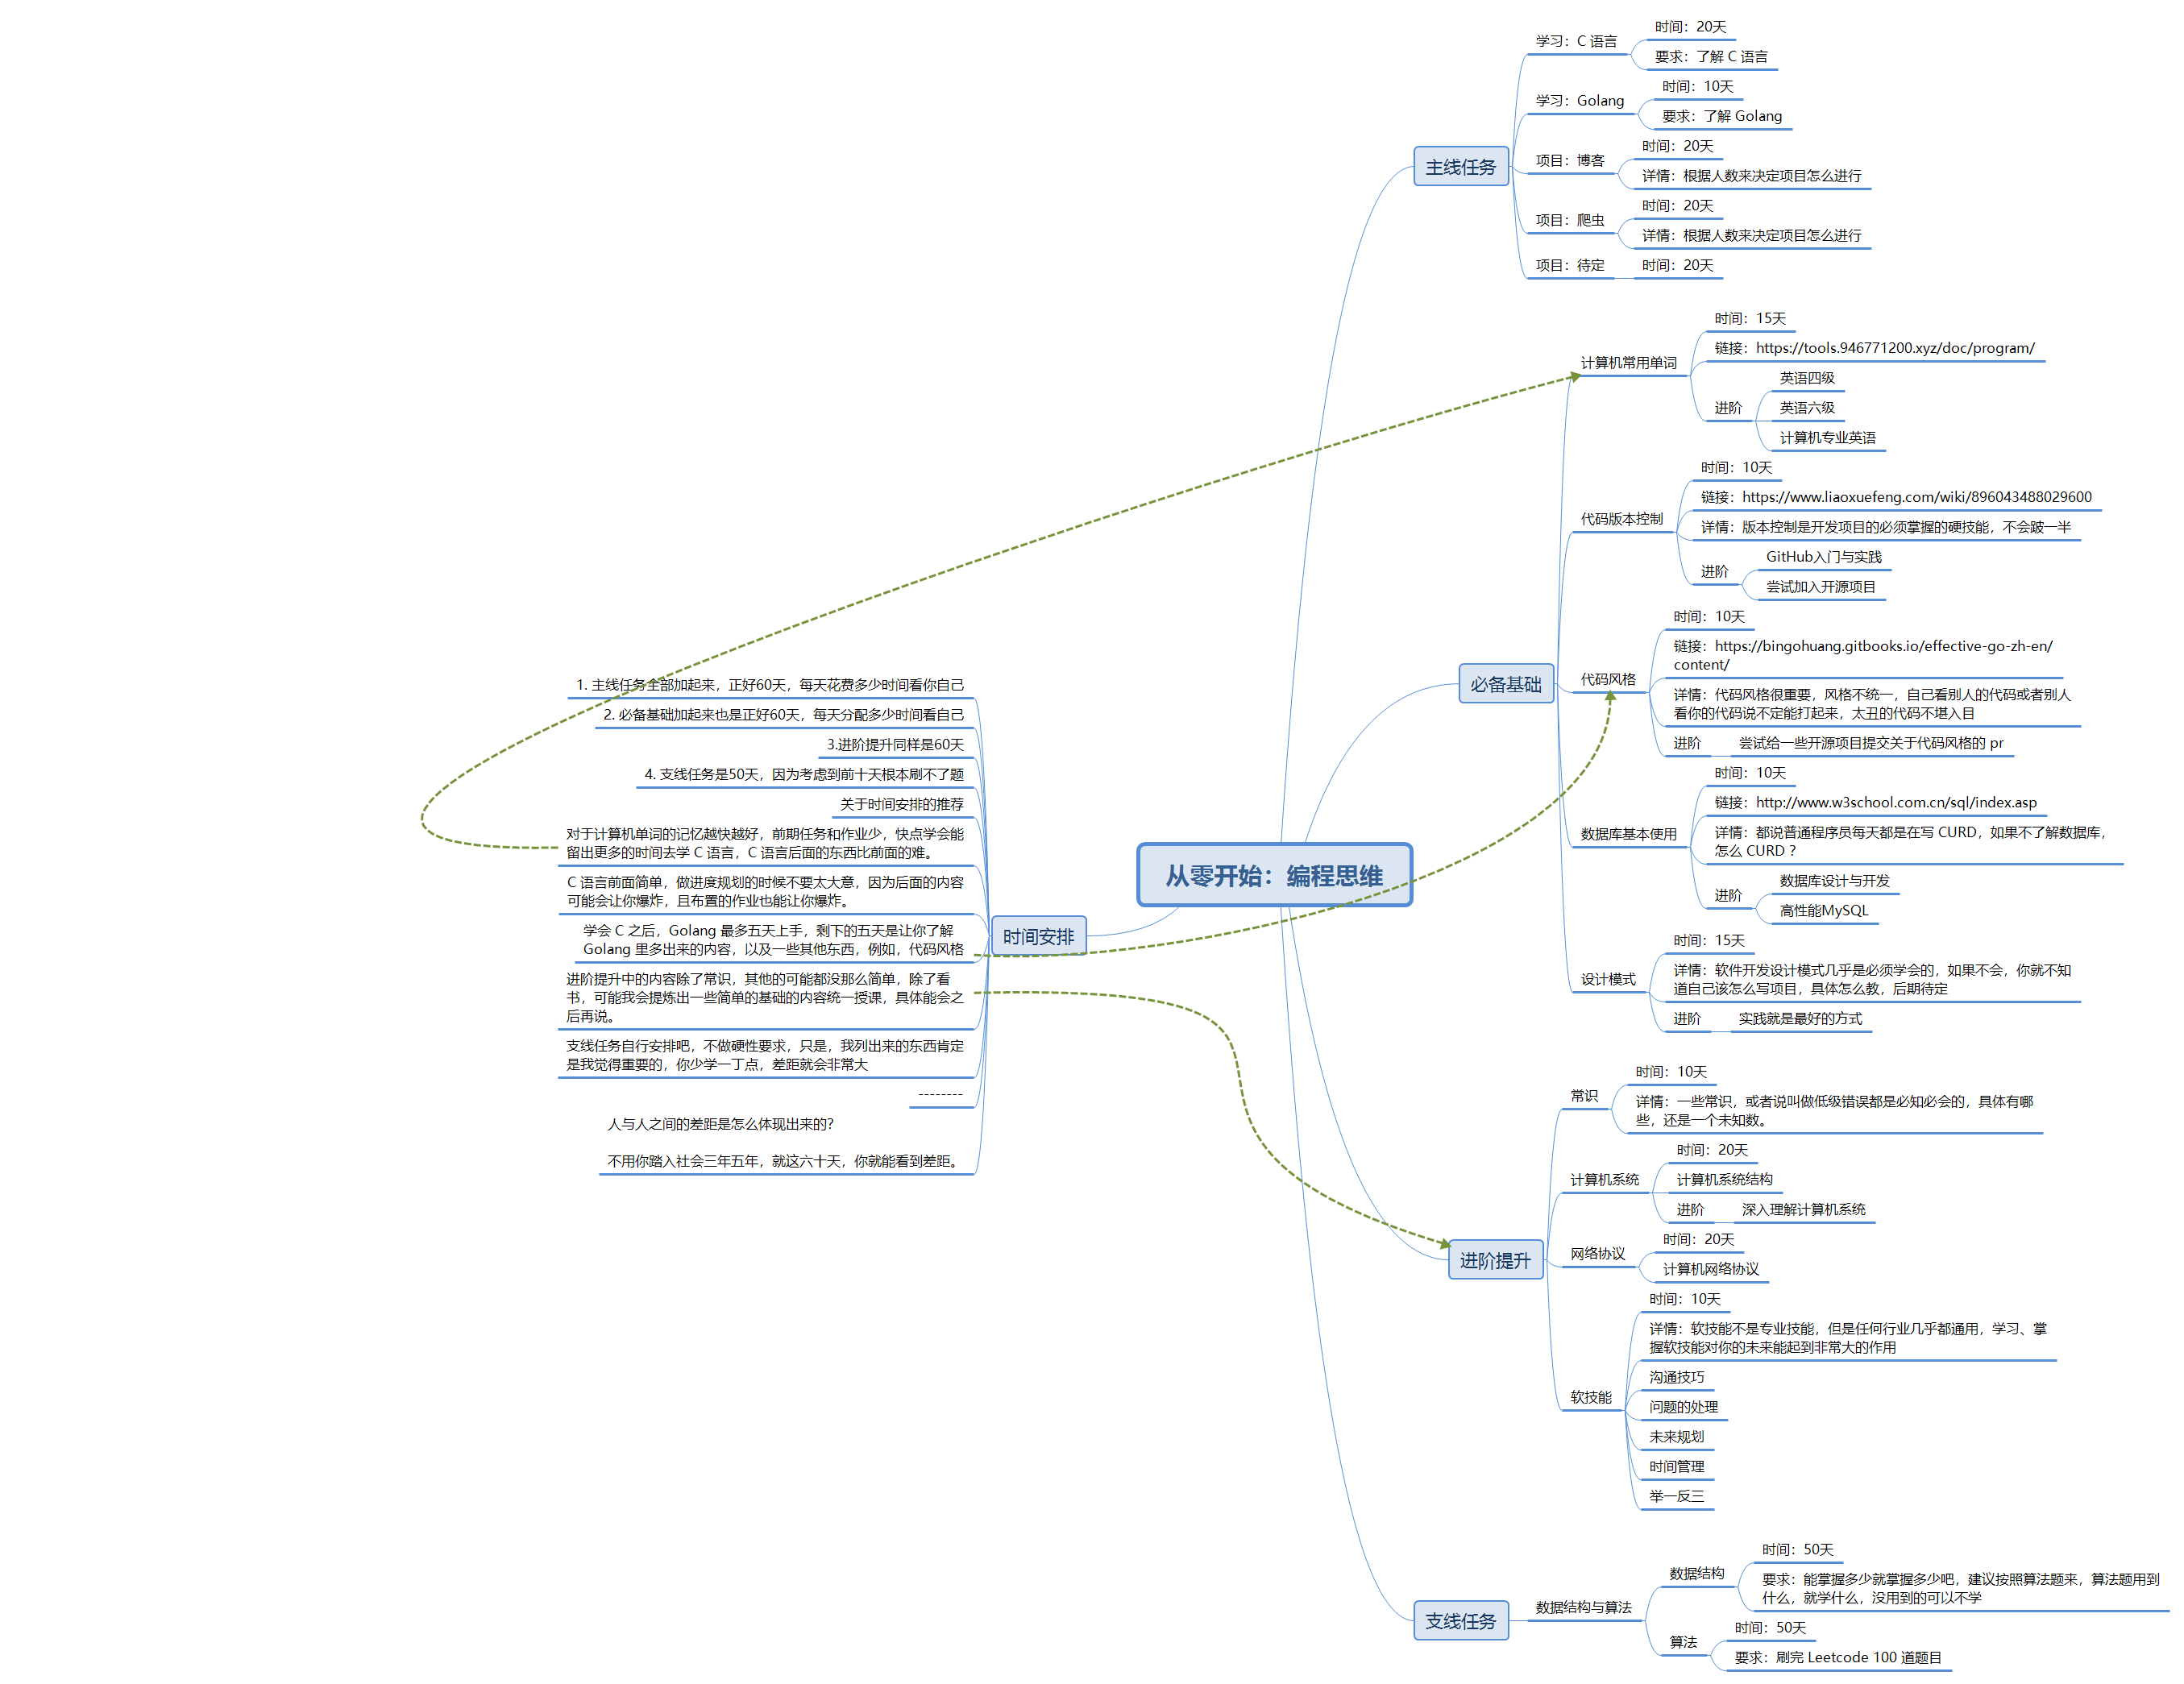 从零开始：编程思维
主线任务
学习：C 语言
时间：20天
要求：了解 C 语言
学习：Golang
时间：10天
要求：了解 Golang
项目：博客
时间：20天
详情：根据人数来决定项目怎么进行
项目：爬虫
时间：20天
详情：根据人数来决定项目怎么进行
项目：待定
时间：20天
必备基础
计算机常用单词
时间：15天
链接：https://tools.946771200.xyz/doc/program/
进阶
英语四级
英语六级
计算机专业英语
代码版本控制
时间：10天
链接：https://www.liaoxuefeng.com/wiki/896043488029600
详情：版本控制是开发项目的必须掌握的硬技能，不会跛一半
进阶
GitHub入门与实践
尝试加入开源项目
代码风格
时间：10天
链接：https://bingohuang.gitbooks.io/effective-go-zh-en/
content/
详情：代码风格很重要，风格不统一，自己看别人的代码或者别人
看你的代码说不定能打起来，太丑的代码不堪入目
进阶
尝试给一些开源项目提交关于代码风格的 pr
数据库基本使用
时间：10天
链接：http://www.w3school.com.cn/sql/index.asp
详情：都说普通程序员每天都是在写 CURD，如果不了解数据库，
怎么 CURD？
进阶
数据库设计与开发
高性能MySQL
设计模式
时间：15天
详情：软件开发设计模式几乎是必须学会的，如果不会，你就不知
道自己该怎么写项目，具体怎么教，后期待定
进阶
实践就是最好的方式
进阶提升
常识
时间：10天
详情：一些常识，或者说叫做低级错误都是必知必会的，具体有哪
些，还是一个未知数。
计算机系统
时间：20天
计算机系统结构
进阶
深入理解计算机系统
网络协议
时间：20天
计算机网络协议
软技能
时间：10天
详情：软技能不是专业技能，但是任何行业几乎都通用，学习、掌
握软技能对你的未来能起到非常大的作用
沟通技巧
问题的处理
未来规划
时间管理
举一反三
支线任务
数据结构与算法
数据结构
时间：50天
要求：能掌握多少就掌握多少吧，建议按照算法题来，算法题用到
什么，就学什么，没用到的可以不学
算法
时间：50天
要求：刷完 Leetcode 100 道题目
时间安排
1. 主线任务全部加起来，正好60天，每天花费多少时间看你自己
2. 必备基础加起来也是正好60天，每天分配多少时间看自己
3.进阶提升同样是60天
4. 支线任务是50天，因为考虑到前十天根本刷不了题
关于时间安排的推荐
对于计算机单词的记忆越快越好，前期任务和作业少，快点学会能
留出更多的时间去学 C 语言，C 语言后面的东西比前面的难。
C 语言前面简单，做进度规划的时候不要太大意，因为后面的内容
可能会让你爆炸，且布置的作业也能让你爆炸。
学会 C 之后，Golang 最多五天上手，剩下的五天是让你了解
Golang 里多出来的内容，以及一些其他东西，例如，代码风格
进阶提升中的内容除了常识，其他的可能都没那么简单，除了看
书，可能我会提炼出一些简单的基础的内容统一授课，具体能会之
后再说。
支线任务自行安排吧，不做硬性要求，只是，我列出来的东西肯定
是我觉得重要的，你少学一丁点，差距就会非常大
--------
人与人之间的差距是怎么体现出来的？
不用你踏入社会三年五年，就这六十天，你就能看到差距。